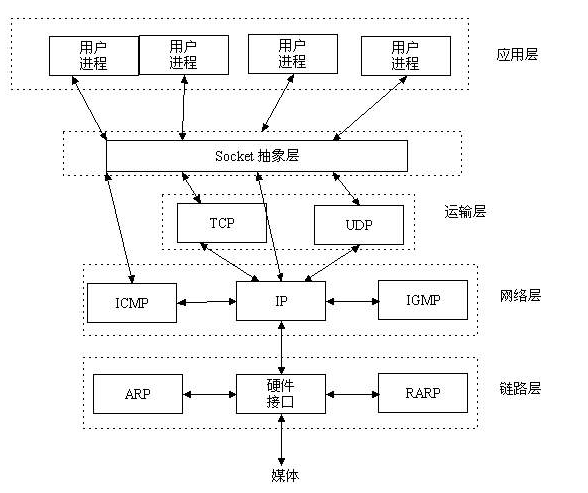 用户
进程
用户
进程
用户
进程
用户
进程
应用层
Socket 抽象层
运输层
TCP
UDP
网络层
ICMP
IP
IGMP
链路层
ARP
硬件
接口
RARP
媒体